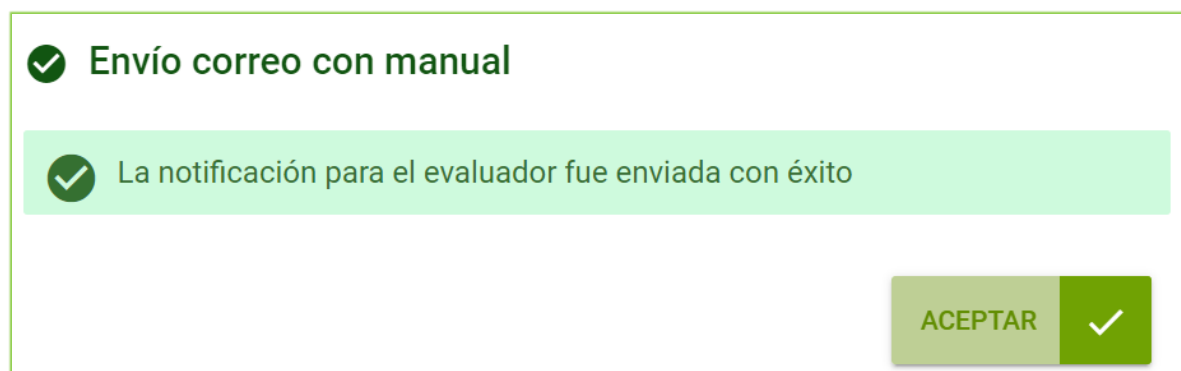 Envío correo con manual
La notificación para el evaluador fue enviada con éxito
ACEPTAR